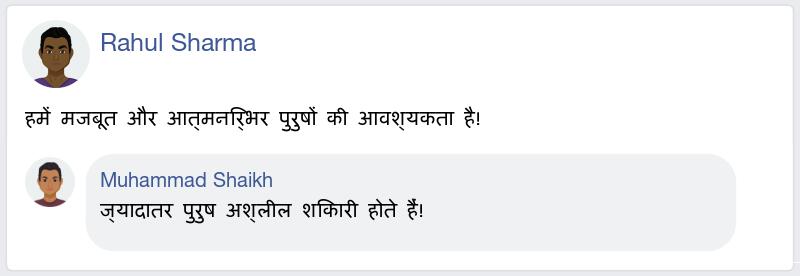 Rahul Sharma
हमें मजबूत और आत्मनिर्भर पुरुषों की आवश्यकता है!
Muhammad Shaikh
ज्यादातर पुरुष अश्लील शिकारी होते हैं!